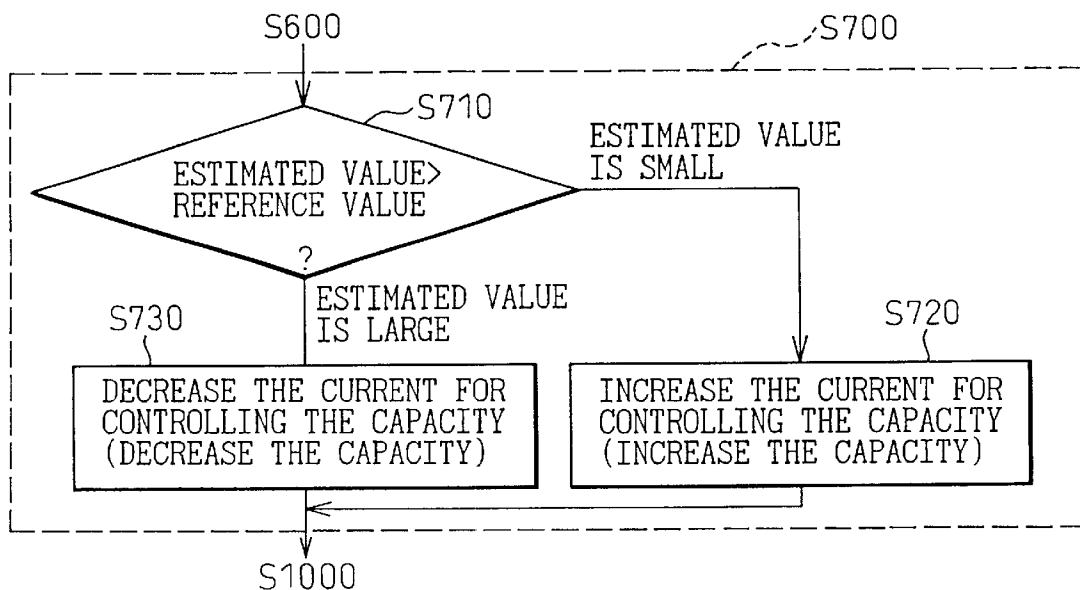 S600
S700
S710
ESTIMATED VALUE>
REFERENCE VALUE
?
ESTIMATED VALUE
IS SMALL
ESTIMATED VALUE
IS LARGE
S730
S720
DECREASE THE CURRENT FOR
CONTROLLING THE CAPACITY
(DECREASE THE CAPACITY)
INCREASE THE CURRENT FOR
CONTROLLING THE CAPACITY
(INCREASE THE CAPACITY)
S1000